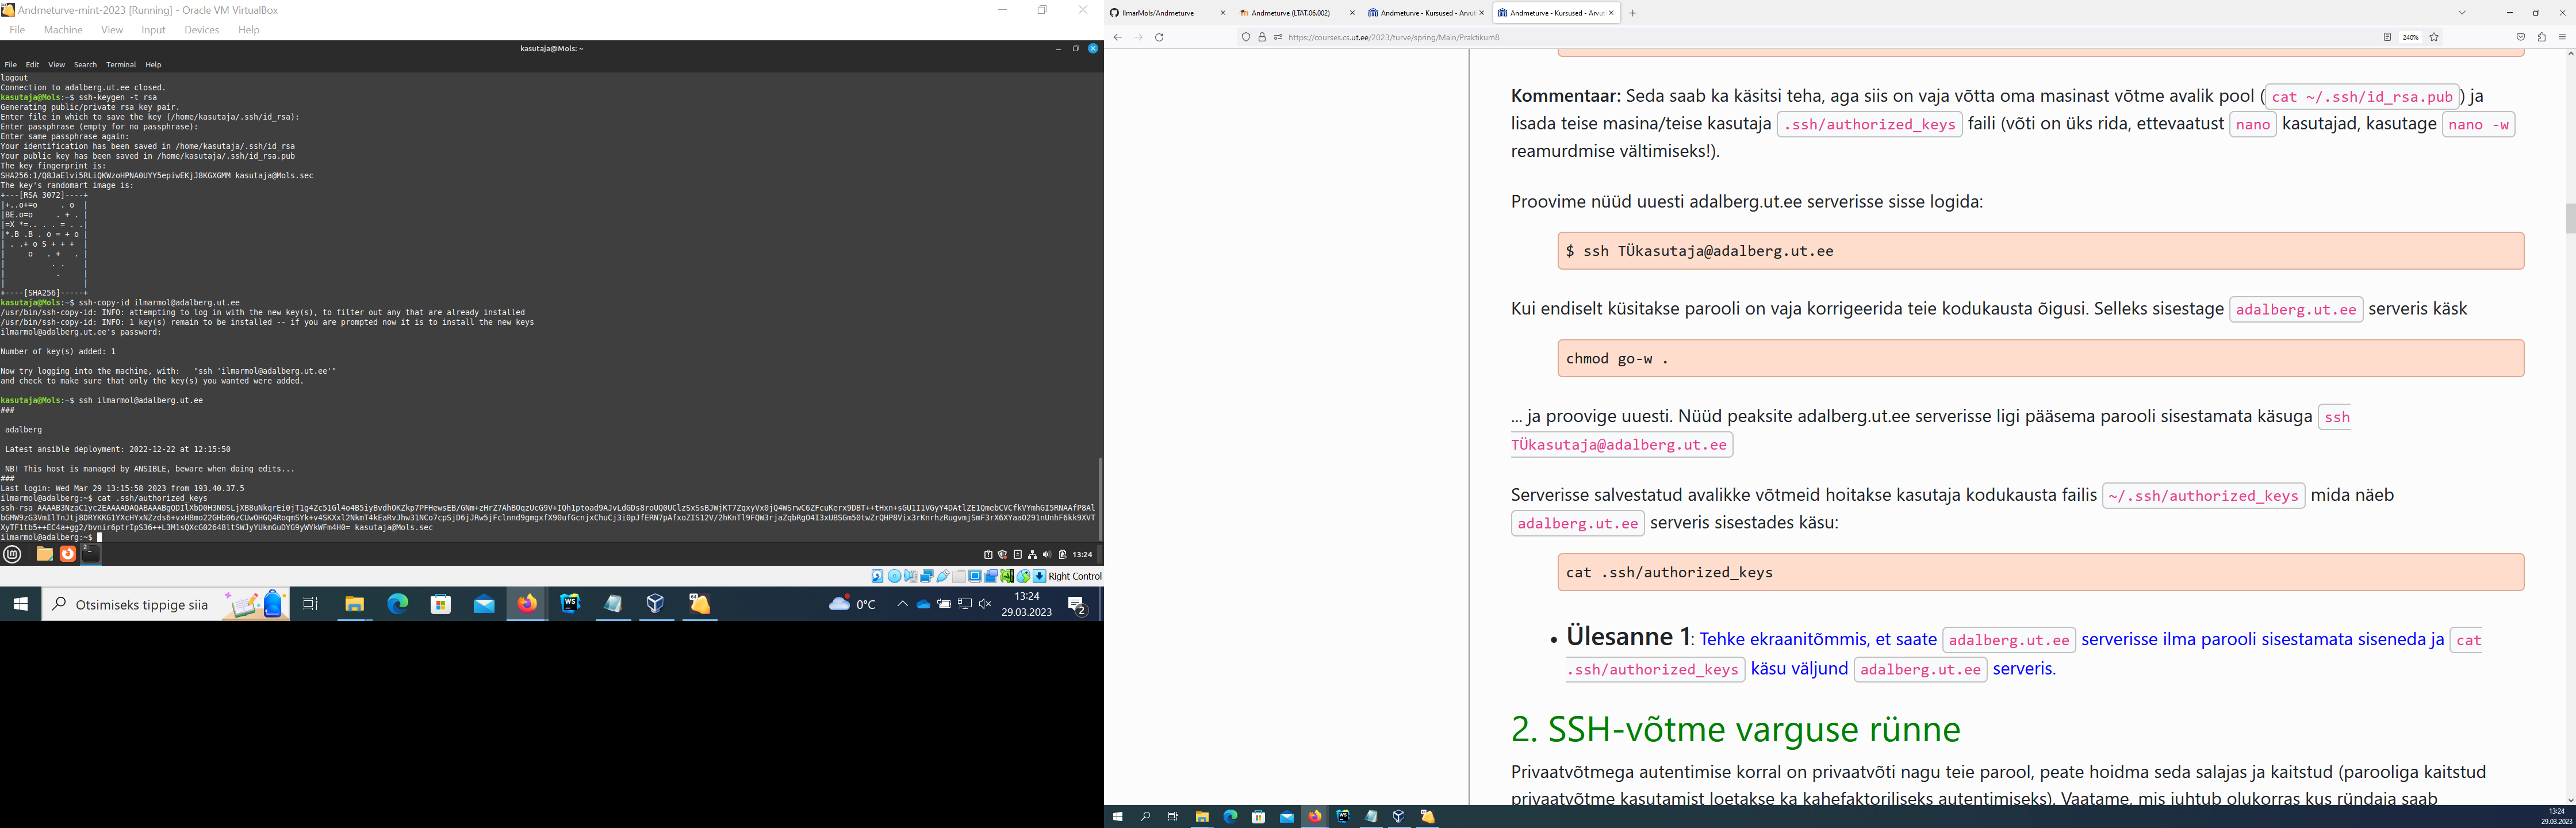 Andmeturve-mint-2023 [Running] - Oracle VM VirtualBox
File Machine View Input Devices Help
kasutaja@Mols: ~
File Edit View Search Terminal Help
logout
Connection to adalberg.ut.ee closed.
kasutaja@Mols:~$ ssh-keygen -t rsa
Generating public/private rsa key pair.
Enter file in which to save the key (/home/kasutaja/.ssh/id_rsa):
Enter passphrase (empty for no passphrase):
Enter same passphrase again:
Your identification has been saved in /home/kasutaja/.ssh/id_rsa
Your public key has been saved in /home/kasutaja/.ssh/id_rsa.pub
The key fingerprint is:
kasutaja@Mols.sec
The key's randomart image is:
+---[RSA 3072]----+
|+..o+=o     . o  |
|BE.o=o     . + . |
|=X *=.. . . = . .|
|*.B .B . o = + o |
| . .+ o S + + +  |
|     o   . +   . |
|          . .    |
|           .     |
|                 |
+----[SHA256]-----+
kasutaja@Mols:~$ ssh-copy-id ilmarmol@adalberg.ut.ee
/usr/bin/ssh-copy-id: INFO: attempting to log in with the new key(s), to filter out any that are already installed
/usr/bin/ssh-copy-id: INFO: 1 key(s) remain to be installed -- if you are prompted now it is to install the new keys
ilmarmol@adalberg.ut.ee's password:
Number of key(s) added: 1
Now try logging into the machine, with:   "ssh 'ilmarmol@adalberg.ut.ee'"
and check to make sure that only the key(s) you wanted were added.
kasutaja@Mols:~$ ssh ilmarmol@adalberg.ut.ee
###
adalberg
Latest ansible deployment: 2022-12-22 at 12:15:50
NB! This host is managed by ANSIBLE, beware when doing edits...
###
Last login: Wed Mar 29 13:15:58 2023 from 193.40.37.5
ilmarmol@adalberg:~$ cat .ssh/authorized_keys
ssh-rsa
kasutaja@Mols.sec
ilmarmol@adalberg:~$
13:24
Right Control
Otsimiseks tippige siia
0°C
13:24
29.03.2023
2
IlmarMols/Andmeturve
Andmeturve (LTAT.06.002)
Andmeturve - Kursused - Arvut
Andmeturve - Kursused - Arvut
https://courses.cs.ut.ee/2023/turve/spring/Main/Praktikum8
240%
Kommentaar: Seda saab ka käsitsi teha, aga siis on vaja võtta oma masinast võtme avalik pool (cat ~/.ssh/id_rsa.pub) ja
lisada teise masina/teise kasutaja .ssh/authorized_keys faili (võti on üks rida, ettevaatust nano kasutajad, kasutage nano -w
reamurdmise vältimiseks!).
Proovime nüüd uuesti adalberg.ut.ee serverisse sisse logida:
$ ssh TÜkasutaja@adalberg.ut.ee
Kui endiselt küsitakse parooli on vaja korrigeerida teie kodukausta õigusi. Selleks sisestage adalberg.ut.ee serveris käsk
chmod go-w .
... ja proovige uuesti. Nüüd peaksite adalberg.ut.ee serverisse ligi pääsema parooli sisestamata käsuga ssh
TÜkasutaja@adalberg.ut.ee
Serverisse salvestatud avalikke võtmeid hoitakse kasutaja kodukausta failis ~/.ssh/authorized_keys mida näeb
adalberg.ut.ee serveris sisestades käsu:
cat .ssh/authorized_keys
• Ülesanne 1: Tehke ekraanitõmmis, et saate adalberg.ut.ee serverisse ilma parooli sisestamata siseneda ja cat
.ssh/authorized_keys käsu väljund adalberg.ut.ee serveris.
2. SSH-võtme varguse rünne
Privaatvõtmega autentimise korral on privaatvõti nagu teie parool, peate hoidma seda salajas ja kaitstud (parooliga kaitstud
privaatvõtme kasutamist loetakse ka kahefaktoriliseks autentimiseks). Vaatame, mis juhtub olukorras kus ründaja saab
13:24
29.03.2023